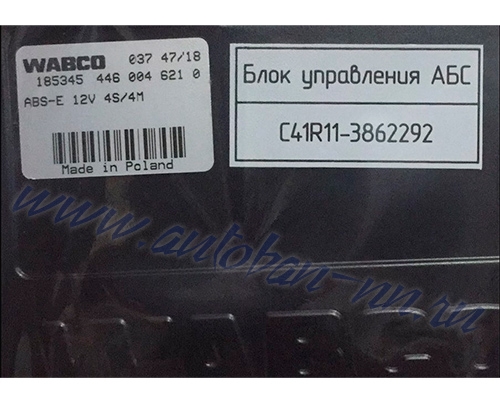 WABCO 037 47/18
185345 446 004 621 0
ABS-E 12V 4S/4M
Made in Poland
Блок управления АБС
C41R11-3862292
www.autoban-nn.ru
WABCO